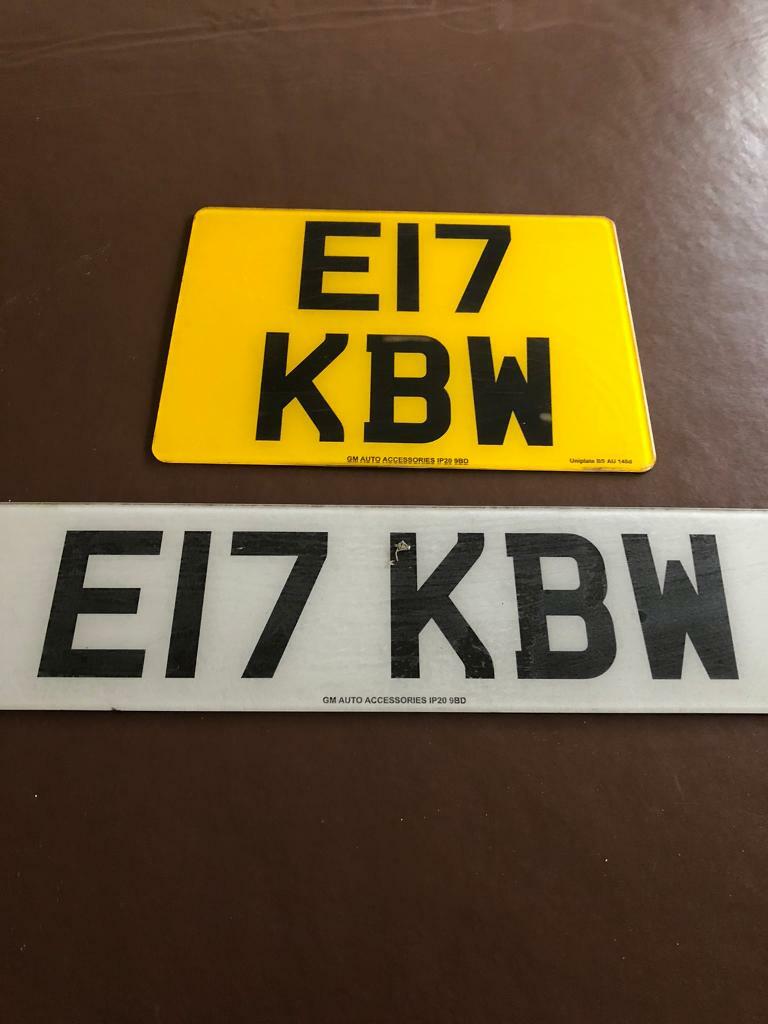 E17
KBW
GM AUTO ACCESSORIES IP20 9BD
Uniplate BS AU 145d
E17 KBW
GM AUTO ACCESSORIES IP20 9BD